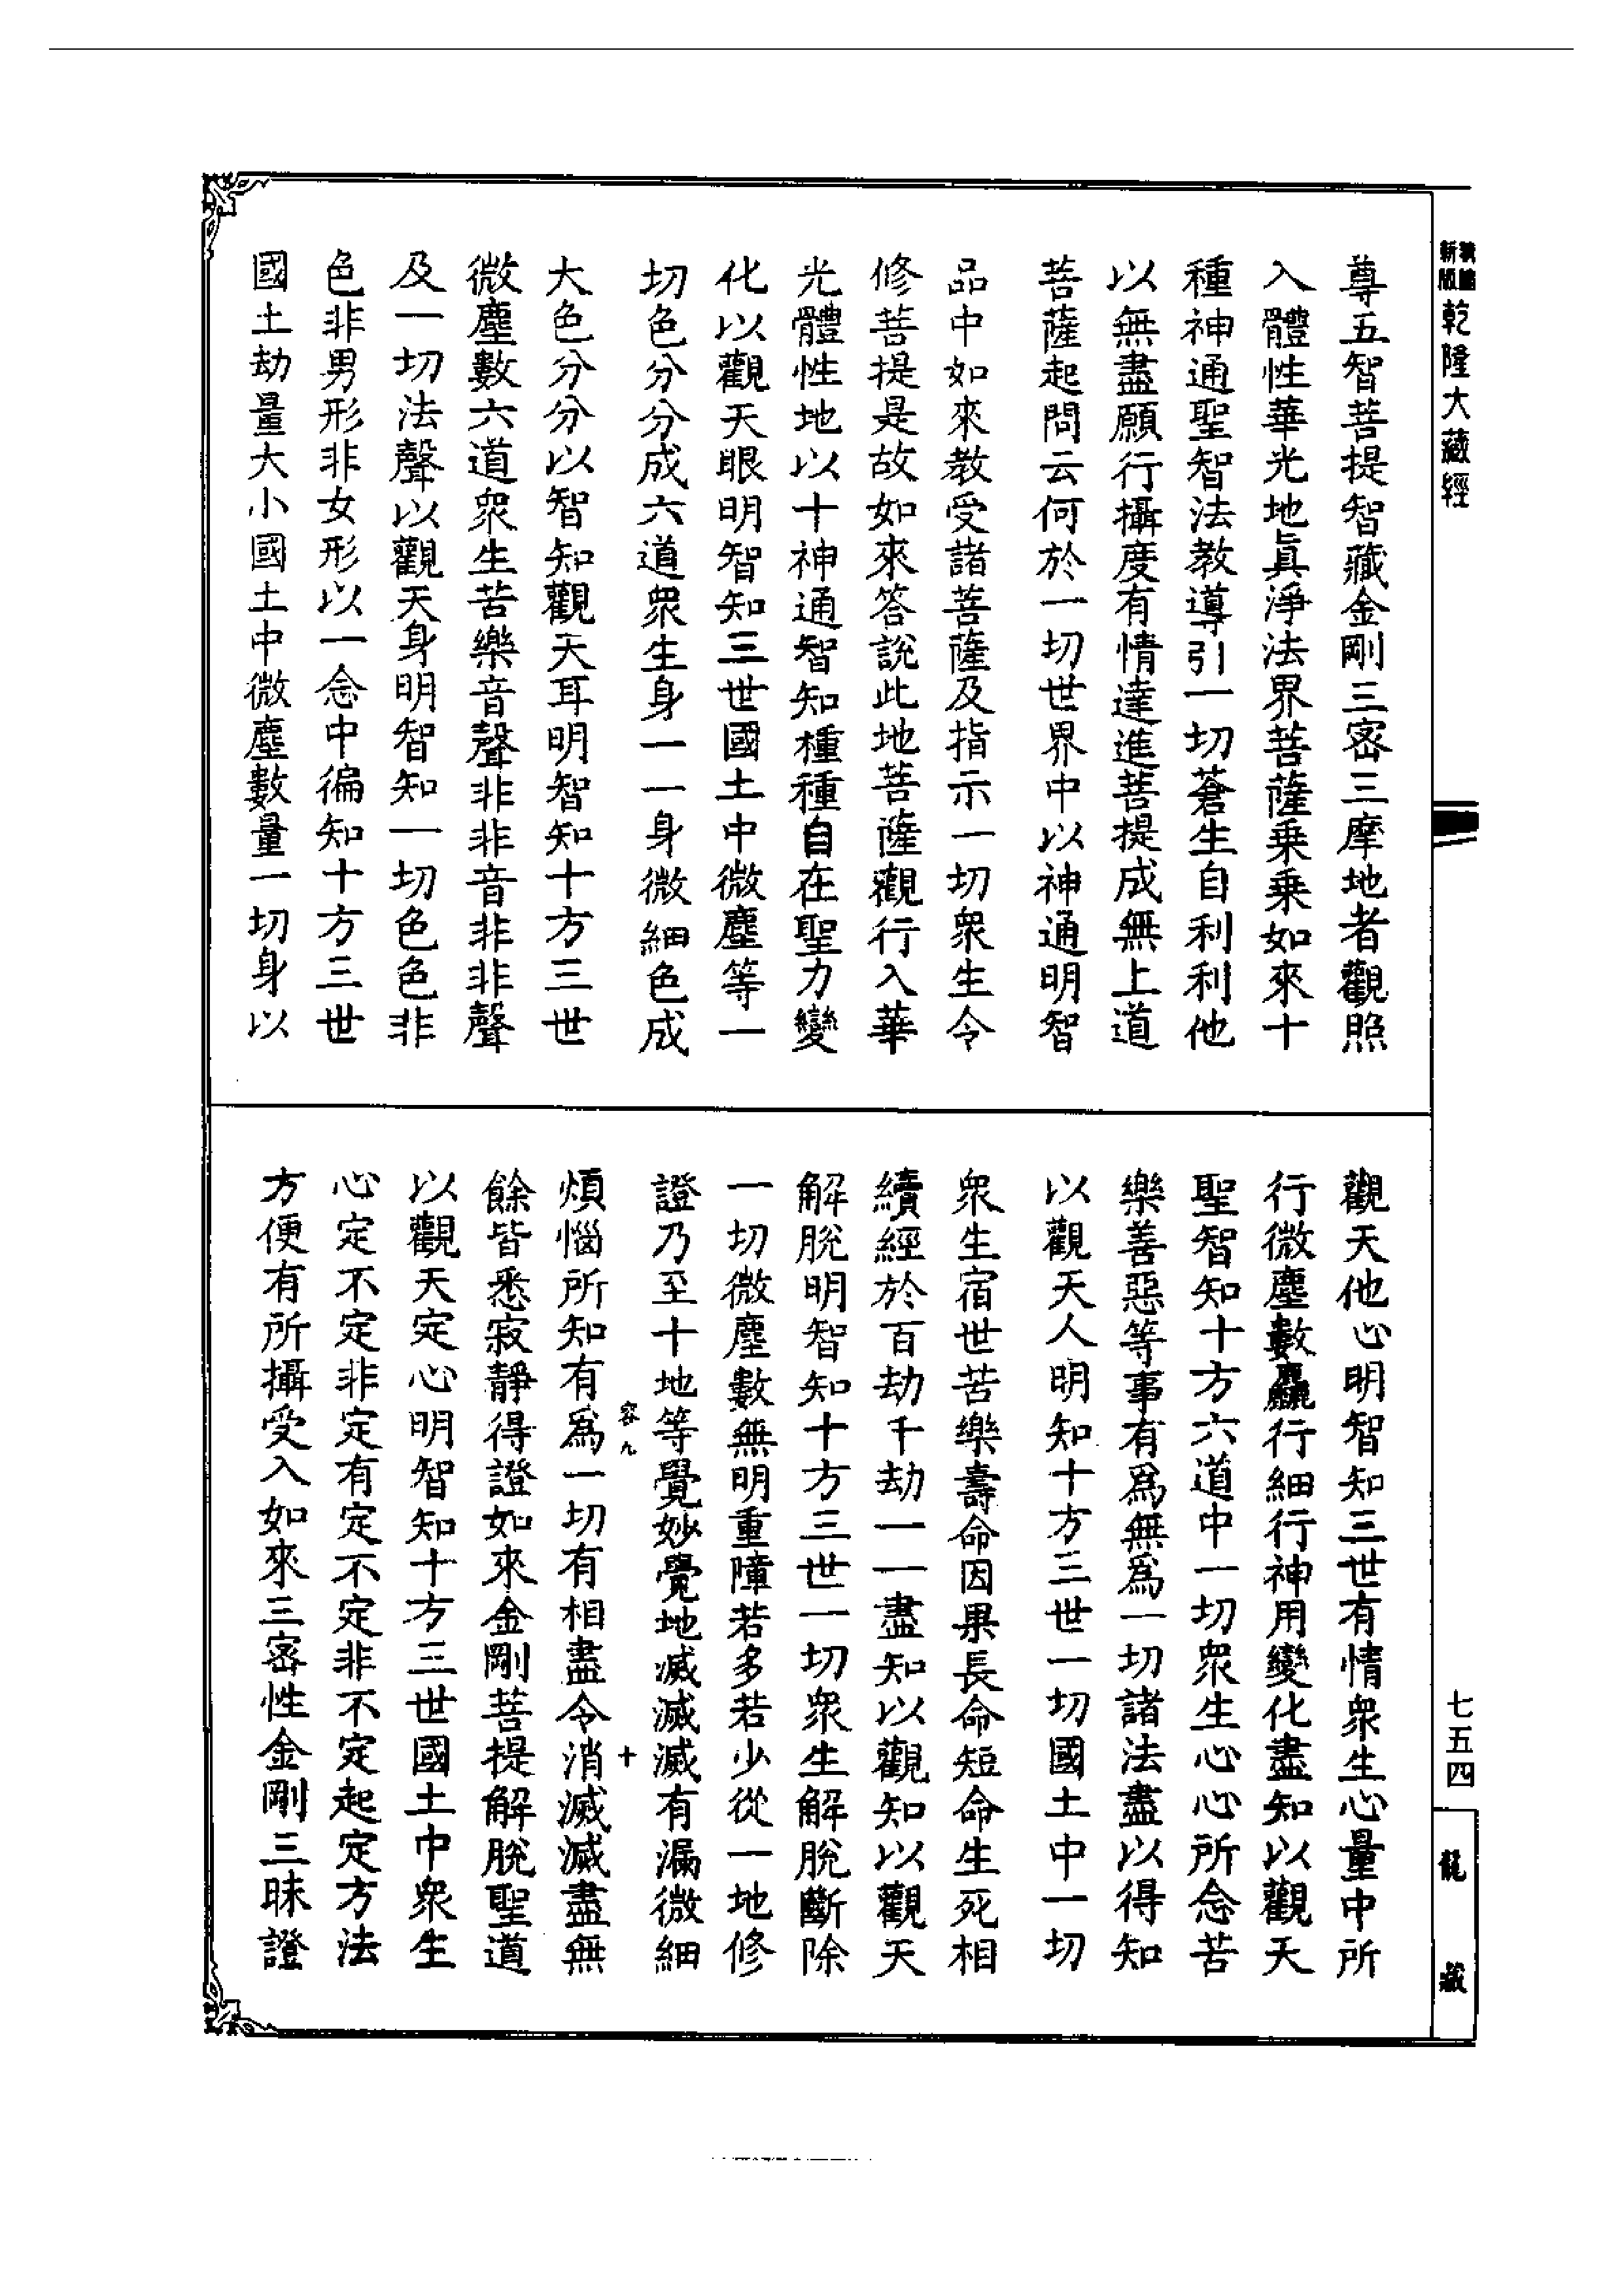 新版
乾隆大藏經
尊五智菩提智藏金剛三密三摩地者觀照
入體性華光地眞淨法界菩薩乘乘如來十
種神通聖智法教導引一切蒼生自利利他
以無盡願行攝度有情達進菩提成無上道
菩薩起問云何於一切世界中以神通明智
品中如來教受諸菩薩及指示一切衆生令
修菩提是故如來答說此地菩薩觀行入華
光體性地以十神通智知種種自在聖力變
化以觀天眼明智知三世國土中微塵等一
切色分分成六道衆生身一一身微細色成
大色分分以智知觀天耳明智知十方三世
微塵數六道衆生苦樂音聲非非音非非聲
及一切法聲以觀天身明智知一切色色非
色非男形非女形以一念中徧知十方三世
國土劫量大小國土中微塵數量一切身以
觀天他心明智知三世有情衆生心量中所
行微塵數麤行細行神用變化盡知以觀天
聖智知十方六道中一切衆生心心所念苦
樂善惡等事有爲無爲一切諸法盡以得知
以觀天人明知十方三世一切國土中一切
衆生宿世苦樂壽命因果長命短命生死相
續經於百劫千劫一一盡知以觀知以觀天
解脫明智知十方三世一切衆生解脫斷除
一切微塵數無明重障若多若少從一地修
證乃至十地等覺妙覺地滅滅滅有漏微細
容九
十
煩惱所知有爲一切有相盡令消滅滅盡無
餘皆悉寂靜得證如來金剛菩提解脫聖道
以觀天定心明智知十方三世國土中衆生
心定不定非定有定不定非不定起定方法
方便有所攝受入如來三密性金剛三昧證
七五四
龍藏